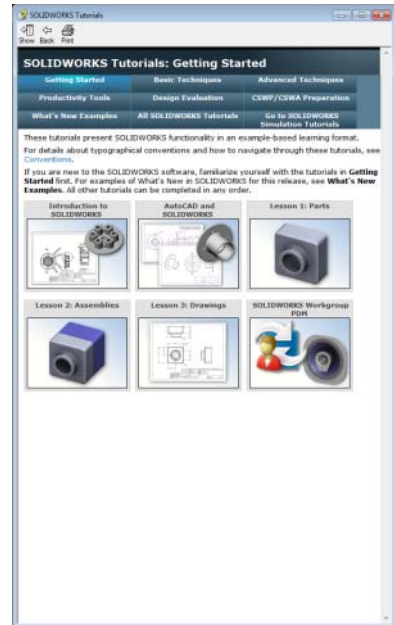 SOLIDWORKS Tutorials
Show Back Print
SOLIDWORKS Tutorials: Getting Started
Getting Started Basic Techniques Advanced Techniques
Productivity Tools Design Evaluation CSWP/CSWA Preparation
What's New Examples All SOLIDWORKS Tutorials Go to SOLIDWORKS
Simulation Tutorials
These tutorials present SOLIDWORKS functionality in an example-based learning format.
For details about typographical conventions and how to navigate through these tutorials, see
Conventions.
If you are new to the SOLIDWORKS software, familiarize yourself with the tutorials in Getting
Started first. For examples of What's New in SOLIDWORKS for this release, see What's New
Examples. All other tutorials can be completed in any order.
Introduction to
SOLIDWORKS
AutoCAD and
SOLIDWORKS
Lesson 1: Parts
Lesson 2: Assemblies
Lesson 3: Drawings
SOLIDWORKS Workgroup
PDM